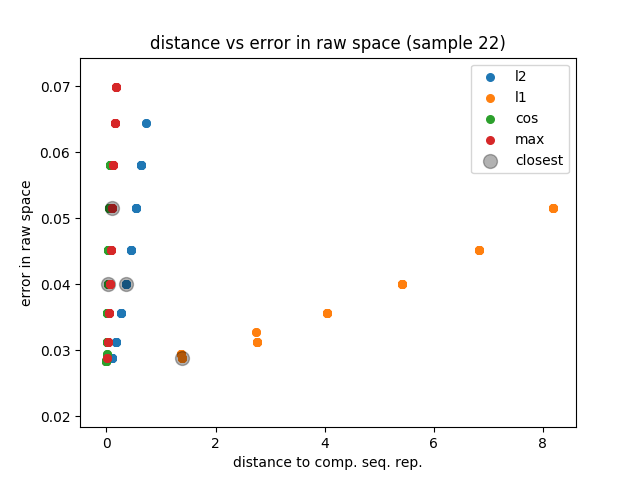 distance vs error in raw space (sample 22)
l2
l1
cos
max
closest
0.07
0.06
0.05
0.04
0.03
0.02
error in raw space
0
2
4
6
8
distance to comp. seq. rep.